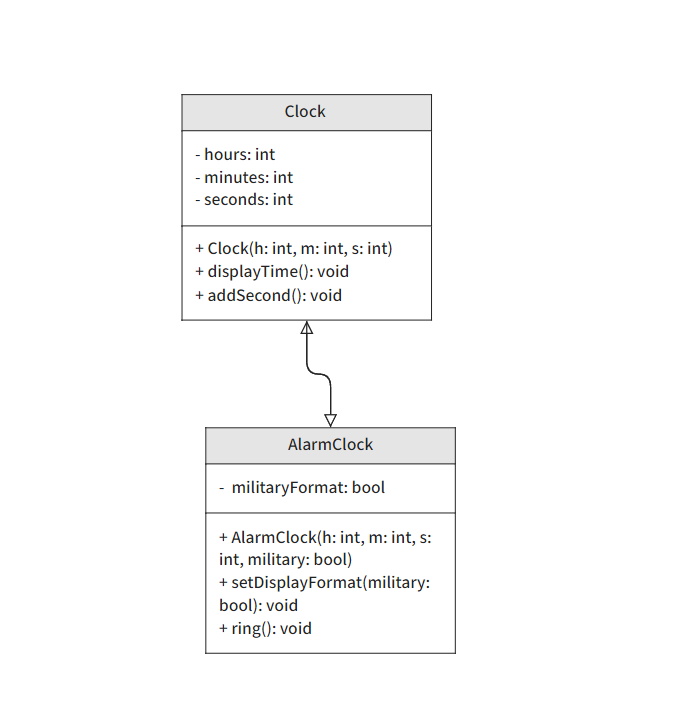 Clock
- hours: int
- minutes: int
- seconds: int
+ Clock(h: int, m: int, s: int)
+ displayTime(): void
+ addSecond(): void
AlarmClock
-  militaryFormat: bool
+ AlarmClock(h: int, m: int, s:
int, military: bool)
+ setDisplayFormat(military:
bool): void
+ ring(): void